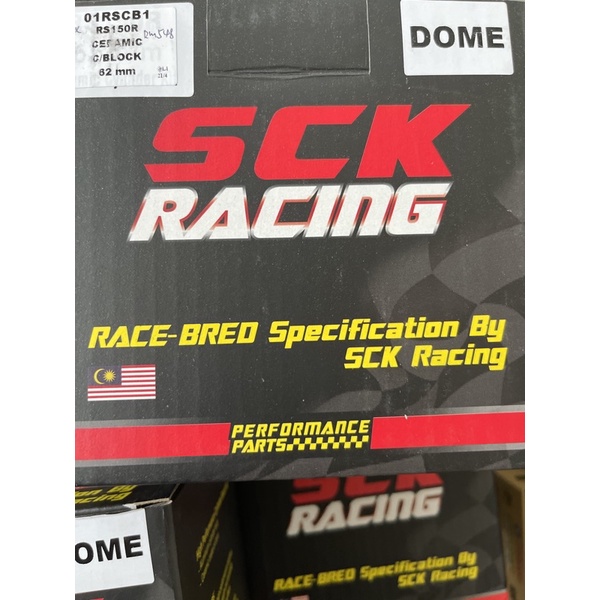 01RSCB1
RS150R
CERAMIC
C/BLOCK
62 mm
DOME
SCK
RACING
RACE-BRED Specification By
SCK Racing
PERFORMANCE
PARTS
OME
SCK
RACING
RACE-BRED Specification By
SCK Racing